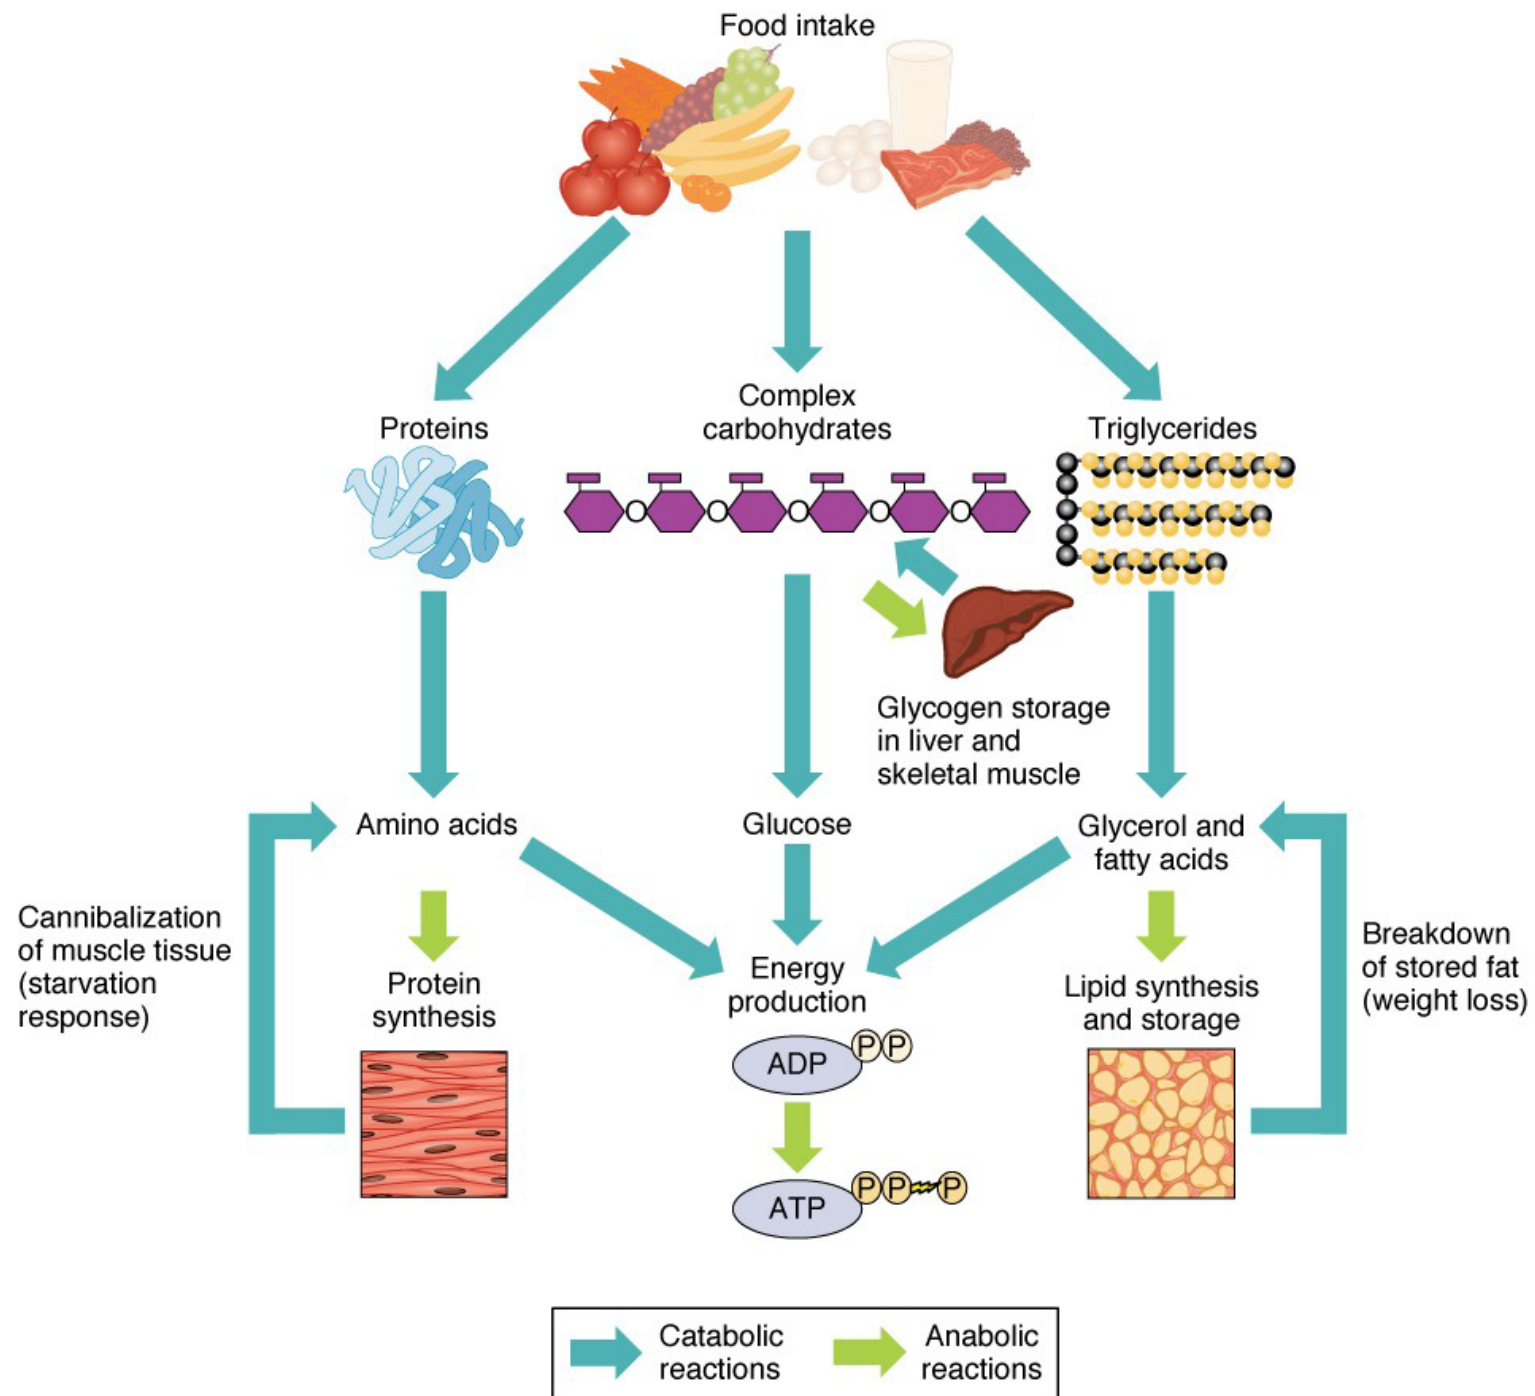 Food intake
Proteins
Complex
carbohydrates
Triglycerides
O O O O O
Glycogen storage
in liver and
skeletal muscle
Amino acids
Glucose
Glycerol and
fatty acids
Cannibalization
of muscle tissue
(starvation
response)
Protein
synthesis
Energy
production
Lipid synthesis
and storage
Breakdown
of stored fat
(weight loss)
ADP P P
ATP P P P
Catabolic
reactions
Anabolic
reactions